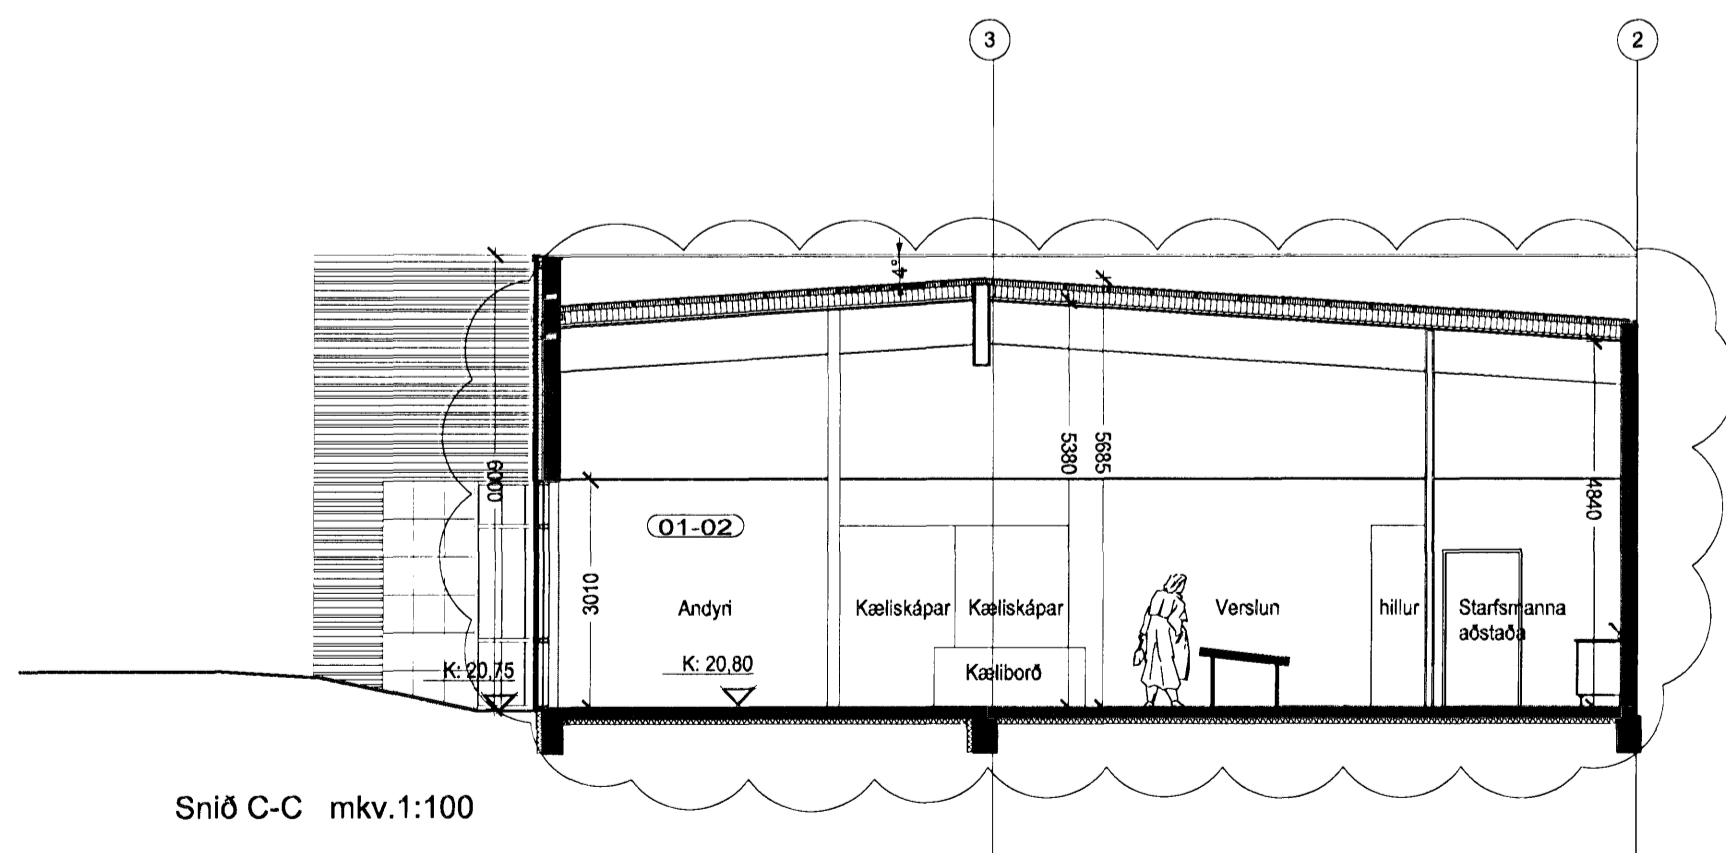 3
2
4°
6000
5380
5685
4840
01-02
3010
Andyri
Kæliskápar
Kæliskápar
Verslun
hillur
Starfsmanna
aðstaða
K: 20,75
K: 20,80
Kæliborð
Snið C-C mkv.1:100